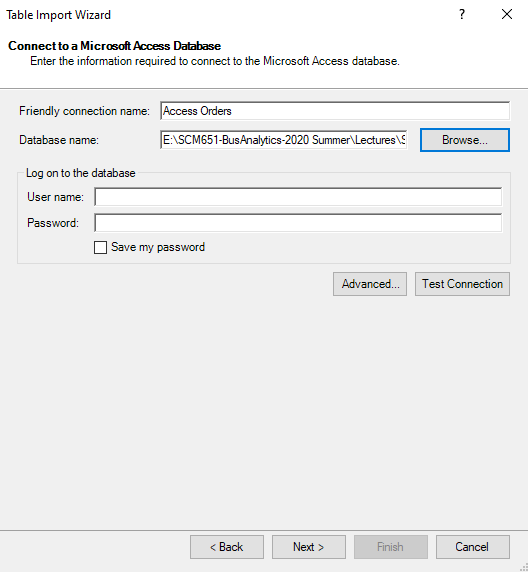 Table Import Wizard ?
Connect to a Microsoft Access Database
Enter the information required to connect to the Microsoft Access database.
Friendly connection name: Access Orders
Database name: E:\SCM651-BusAnalytics-2020 Summer\Lectures\S Browse...
Log on to the database
User name:
Password:
Save my password
Advanced... Test Connection
< Back Next > Finish Cancel